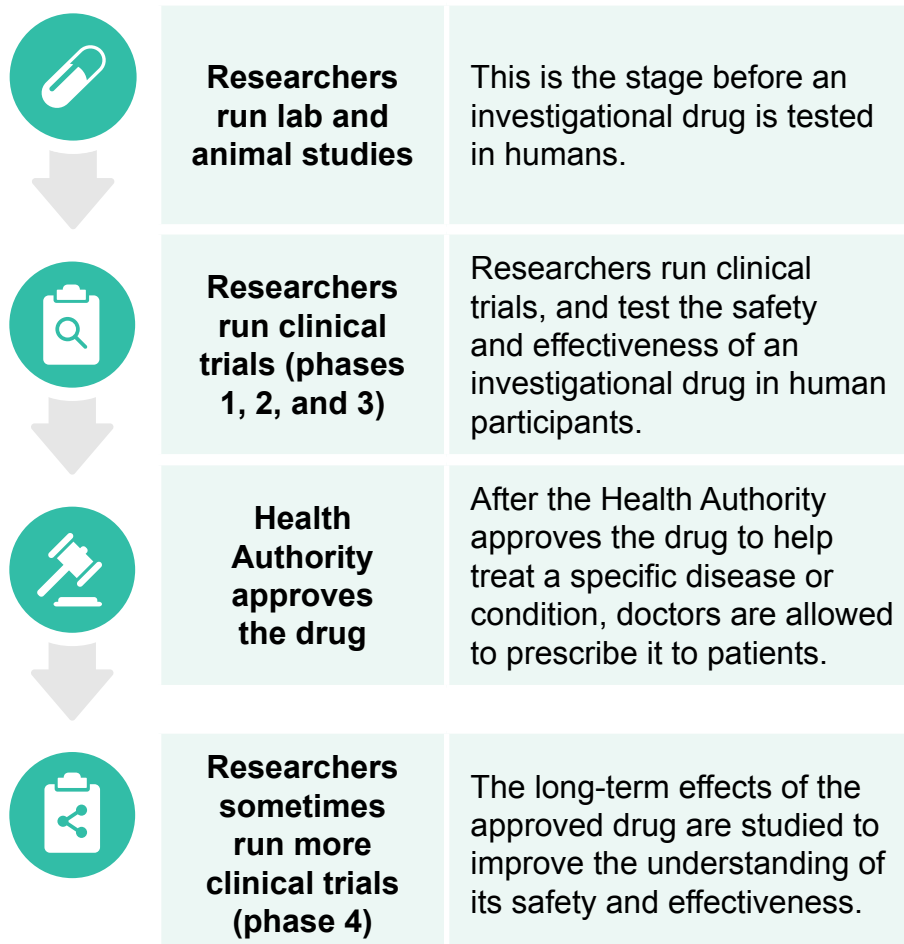 Researchers
run lab and
animal studies
This is the stage before an
investigational drug is tested
in humans.
Researchers
run clinical
trials (phases
1, 2, and 3)
Researchers run clinical
trials, and test the safety
and effectiveness of an
investigational drug in human
participants.
Health
Authority
approves
the drug
After the Health Authority
approves the drug to help
treat a specific disease or
condition, doctors are allowed
to prescribe it to patients.
Researchers
sometimes
run more
clinical trials
(phase 4)
The long-term effects of the
approved drug are studied to
improve the understanding of
its safety and effectiveness.